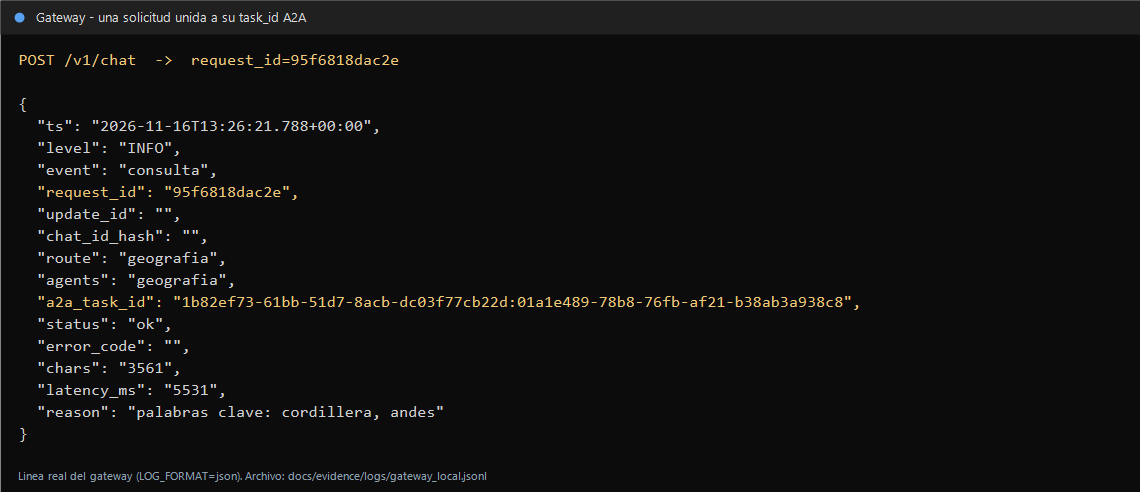 Gateway - una solicitud unida a su task_id A2A
POST /v1/chat  ->  request_id=95f6818dac2e
{
  "ts": "2026-11-16T13:26:21.788+00:00",
  "level": "INFO",
  "event": "consulta",
  "request_id": "95f6818dac2e",
  "update_id": "",
  "chat_id_hash": "",
  "route": "geografia",
  "agents": "geografia",
  "a2a_task_id": "1b82ef73-61bb-51d7-8acb-dc03f77cb22d:01a1e489-78b8-76fb-af21-b38ab3a938c8",
  "status": "ok",
  "error_code": "",
  "chars": "3561",
  "latency_ms": "5531",
  "reason": "palabras clave: cordillera, andes"
}
Linea real del gateway (LOG_FORMAT=json). Archivo: docs/evidence/logs/gateway_local.jsonl